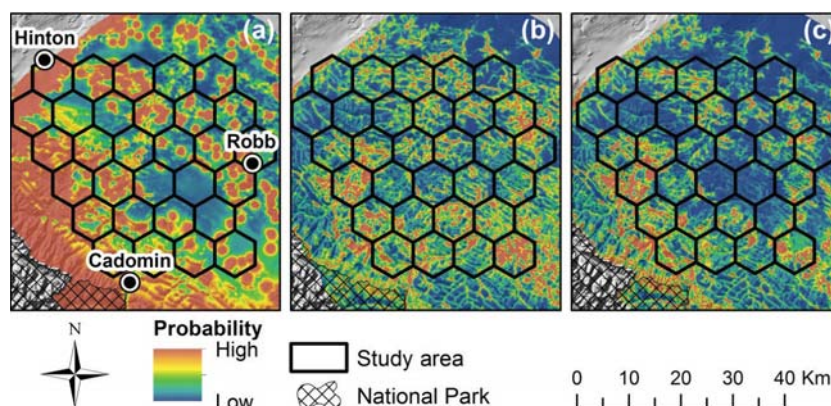 (a)
(b)
(c)
Hinton
Robb
Cadomin
N
Probability
High
Low
Study area
National Park
0 10 20 30 40 Km